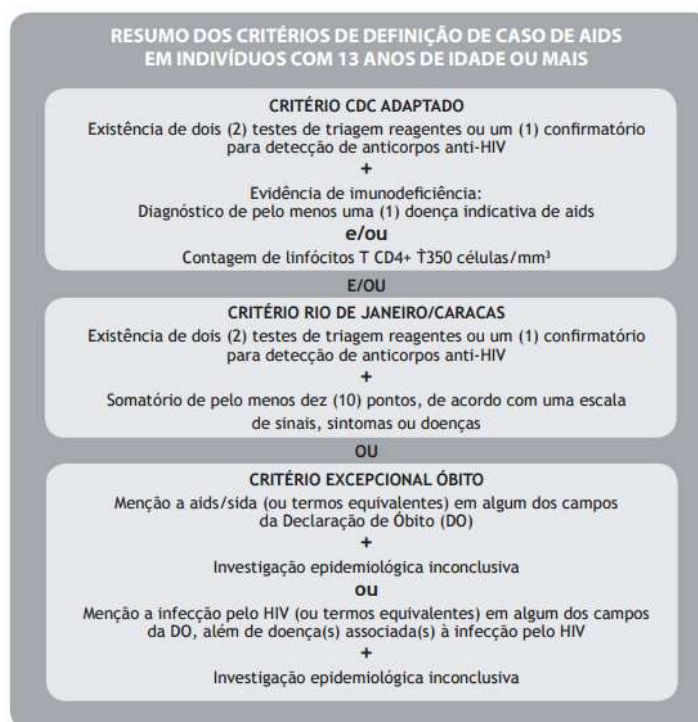 RESUMO DOS CRITÉRIOS DE DEFINIÇÃO DE CASO DE AIDS
EM INDIVÍDUOS COM 13 ANOS DE IDADE OU MAIS
CRITÉRIO CDC ADAPTADO
Existência de dois (2) testes de triagem reagentes ou um (1) confirmatório
para detecção de anticorpos anti-HIV
+
Evidência de imunodeficiência:
Diagnóstico de pelo menos uma (1) doença indicativa de aids
e/ou
Contagem de linfócitos T CD4+ Ť350 células/mm³
E/OU
CRITÉRIO RIO DE JANEIRO/CARACAS
Existência de dois (2) testes de triagem reagentes ou um (1) confirmatório
para detecção de anticorpos anti-HIV
+
Somatório de pelo menos dez (10) pontos, de acordo com uma escala
de sinais, sintomas ou doenças
OU
CRITÉRIO EXCEPCIONAL ÓBITO
Menção a aids/sida (ou termos equivalentes) em algum dos campos
da Declaração de Óbito (DO)
+
Investigação epidemiológica inconclusiva
ou
Menção a infecção pelo HIV (ou termos equivalentes) em algum dos campos
da DO, além de doença(s) associada(s) à infecção pelo HIV
+
Investigação epidemiológica inconclusiva